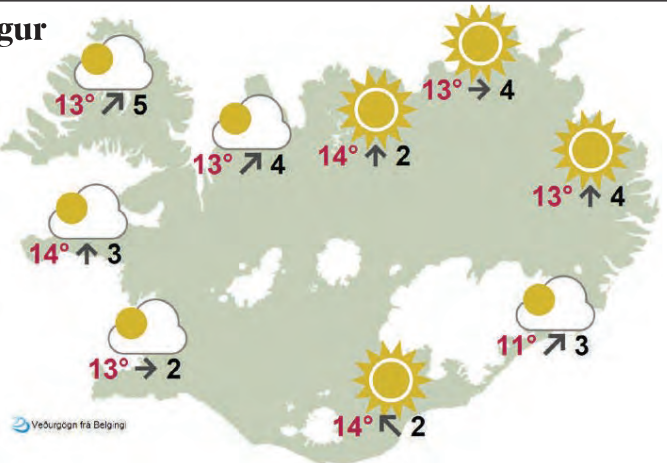 gur
13° ↗ 5
13° → 4
13° ↗ 4
14° ↑ 2
13° ↑ 4
14° ↑ 3
13° → 2
11° ↗ 3
14° ↖ 2
Veðurgögn frá Belgingi